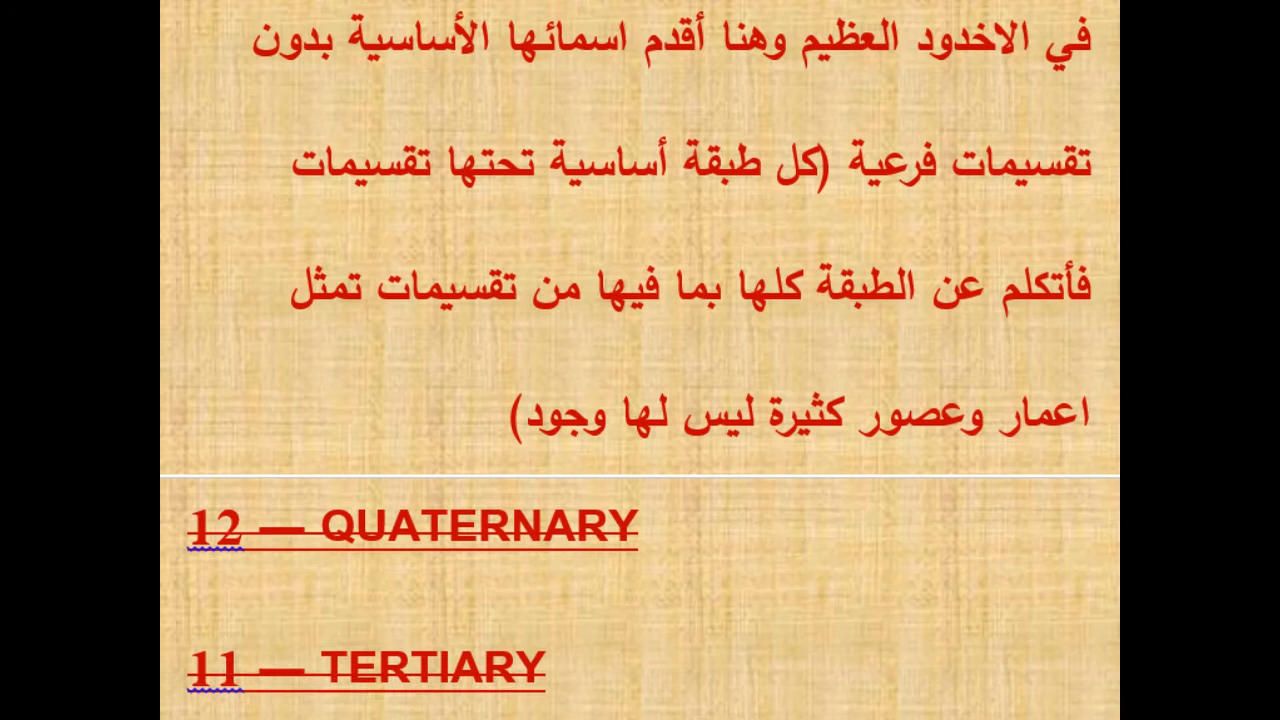 في الاخدود العظيم وهنا أقدم اسمائها الأساسية بدون
تقسيمات فرعية (كل طبقة أساسية تحتها تقسيمات
فأتكلم عن الطبقة كلها بما فيها من تقسيمات تمثل
اعمار وعصور كثيرة ليس لها وجود)
12 — QUATERNARY
11 — TERTIARY